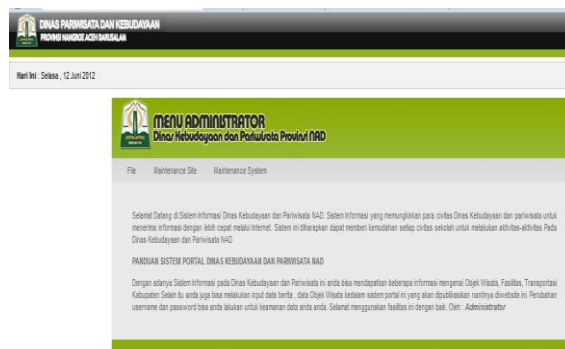 DINAS PARIWISATA DAN KEBUDAYAAN
PROVINSI NANGROE ACEH DARUSALAM
Hari Ini : Selasa , 12 Juni 2012
MENU ADMINISTRATOR
Dinas Kebudayaan dan Pariwisata Provinsi NAD
File Maintenance Site Maintenance System
Selamat Datang di Sistem Informasi Dinas Kebudayaan dan Pariwisata NAD. Sistem Informasi yang memungkinkan para civitas Dinas Kebudayaan dan pariwisata untuk
menerima informasi dengan lebih cepat melalui Internet. Sistem ini diharapkan dapat memberi kemudahan setiap civitas sekolah untuk melakukan aktivitas-aktivitas Pada
Dinas Kebudayaan dan Pariwisata NAD
PANDUAN SISTEM PORTAL DINAS KEBUDAYAAN DAN PARIWISATA NAD
Dengan adanya Sistem Informasi pada Dinas Kebudayaan dan Pariwisata ini anda bisa mendapatkan beberapa informasi mengenai Objek Wisata, Fasilitas, Transportasi
Kabupaten Selain itu anda juga bisa melakukan input data berita , data Objek Wisata kedalam sistem portal ini yang akan dipublikasikan nantinya diwebsite ini. Perubahan
username dan password bisa anda lakukan untuk keamanan data anda anda. Selamat menggunakan fasilitas ini dengan baik. Oleh : Administrator